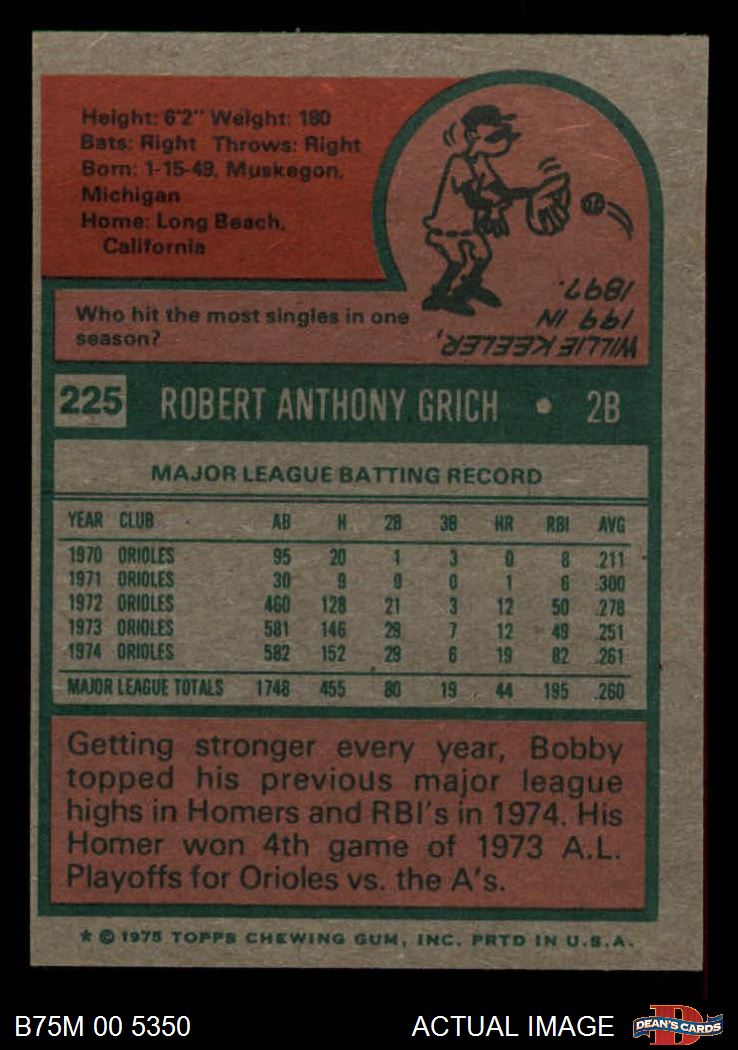 Height: 6'2" Weight: 180
Bats: Right Throws: Right
Born: 1-15-49, Muskegon,
Michigan
Home: Long Beach,
California
Who hit the most singles in one
season?
WILLIE KEELER,
199 IN
1897.
225 ROBERT ANTHONY GRICH • 2B
MAJOR LEAGUE BATTING RECORD
YEAR CLUB AB H 2B 3B HR RBI AVG
1970 ORIOLES 95 20 1 3 0 8 .211
1971 ORIOLES 30 9 0 0 1 6 .300
1972 ORIOLES 460 128 21 3 12 50 .278
1973 ORIOLES 581 146 29 7 12 49 .251
1974 ORIOLES 582 152 29 6 19 82 .261
MAJOR LEAGUE TOTALS 1748 455 80 19 44 195 .260
Getting stronger every year, Bobby
topped his previous major league
highs in Homers and RBI's in 1974. His
Homer won 4th game of 1973 A.L.
Playoffs for Orioles vs. the A's.
* © 1975 TOPPS CHEWING GUM, INC. PRTD IN U.S.A.
B75M 00 5350 ACTUAL IMAGE
D
DEAN'S CARDS